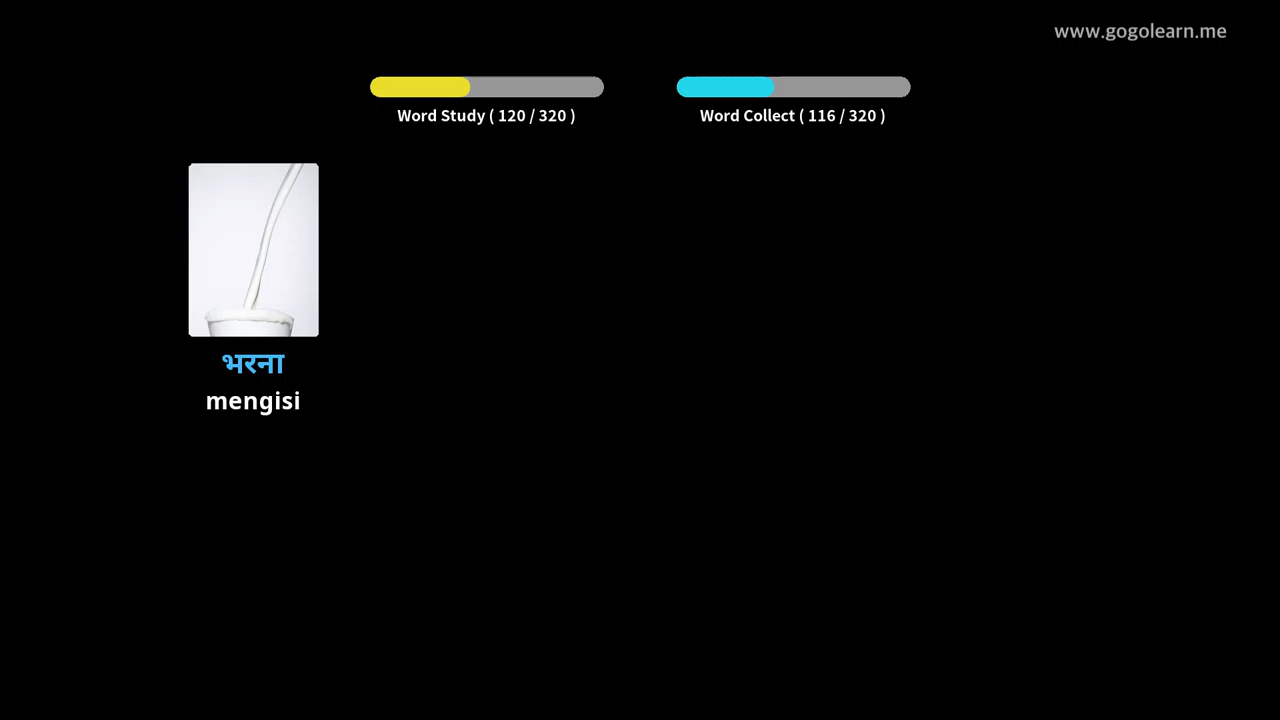 www.gogolearn.me
Word Study ( 120 / 320 )
Word Collect ( 116 / 320 )
भरना
mengisi